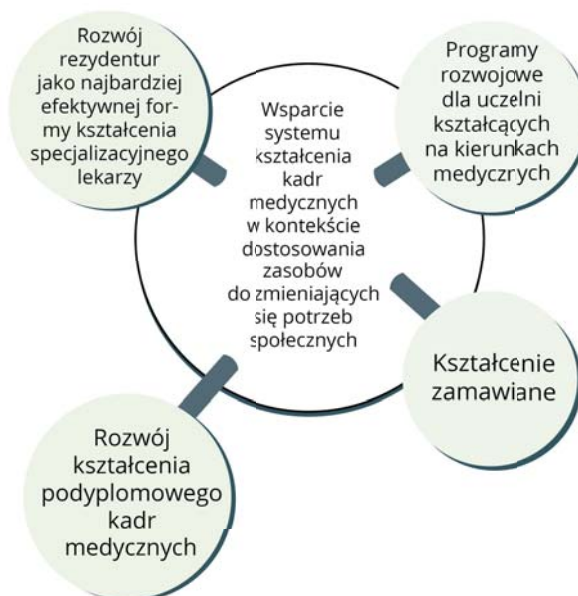 Rozwój
rezydentur
jako najbardziej
efektywnej for-
my kształcenia
specjalizacyjnego
lekarzy
Programy
rozwojowe
dla uczelni
kształcących
na kierunkach
medycznych
Wsparcie
systemu
kształcenia
kadr
medycznych
w kontekście
dostosowania
zasobów
do zmieniających
się potrzeb
społecznych
Kształcenie
zamawiane
Rozwój
kształcenia
podyplomowego
kadr
medycznych